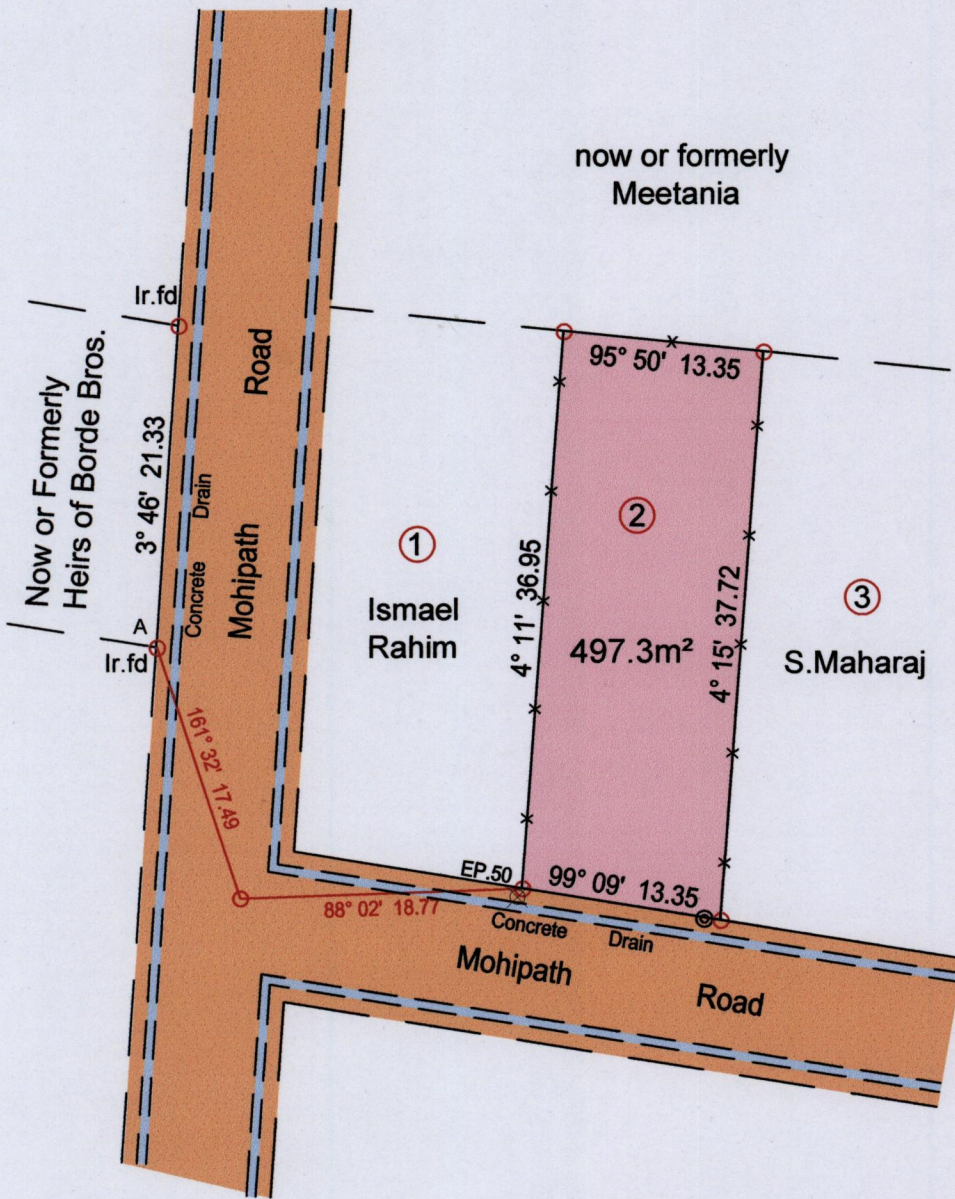 now or formerly
Meetania
Ir.fd
Now or Formerly
Heirs of Borde Bros.
3° 46' 21.33
Concrete Drain
Mohipath Road
A
Ir.fd
161° 32' 17.49
88° 02' 18.77
1
Ismael
Rahim
95° 50' 13.35
4° 11' 36.95
2
497.3m²
4° 15' 37.72
3
S.Maharaj
EP.50
99° 09' 13.35
Concrete Drain
Mohipath Road